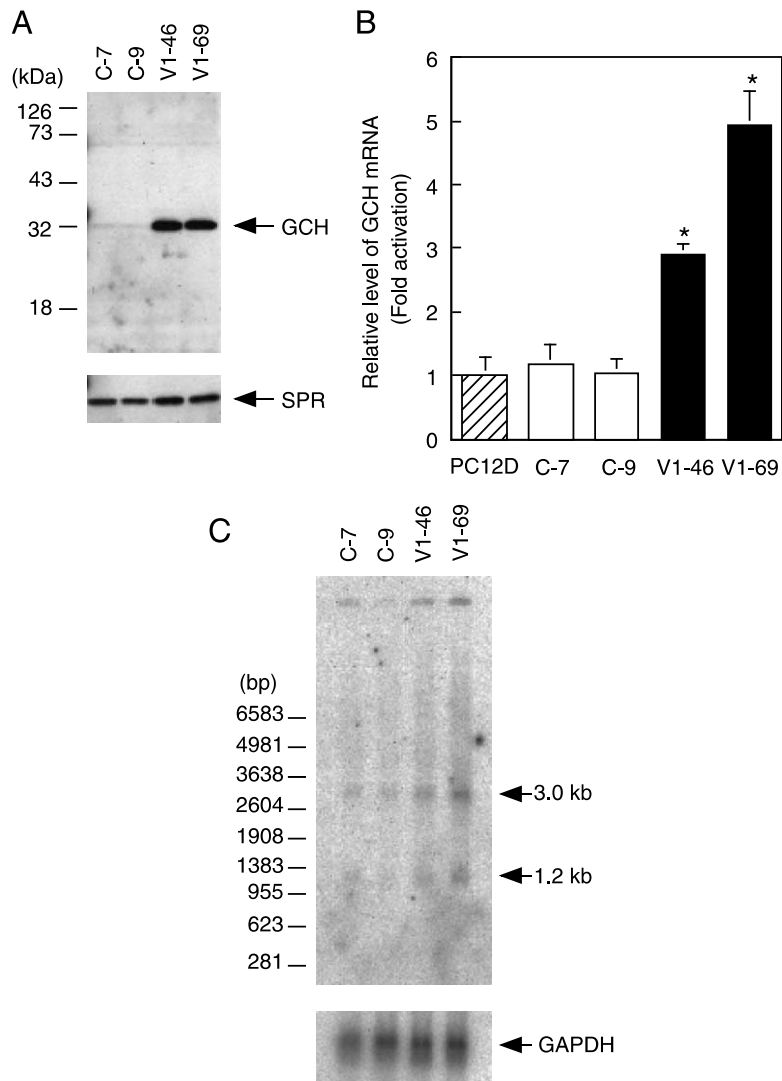 A
(kDa)
C-7
C-9
V1-46
V1-69
126
73
43
32
18
GCH
SPR
B
Relative level of GCH mRNA
(Fold activation)
6
5
4
3
2
1
0
*
*
PC12D
C-7
C-9
V1-46
V1-69
C
C-7
C-9
V1-46
V1-69
(bp)
6583
4981
3638
2604
1908
1383
955
623
281
3.0 kb
1.2 kb
GAPDH